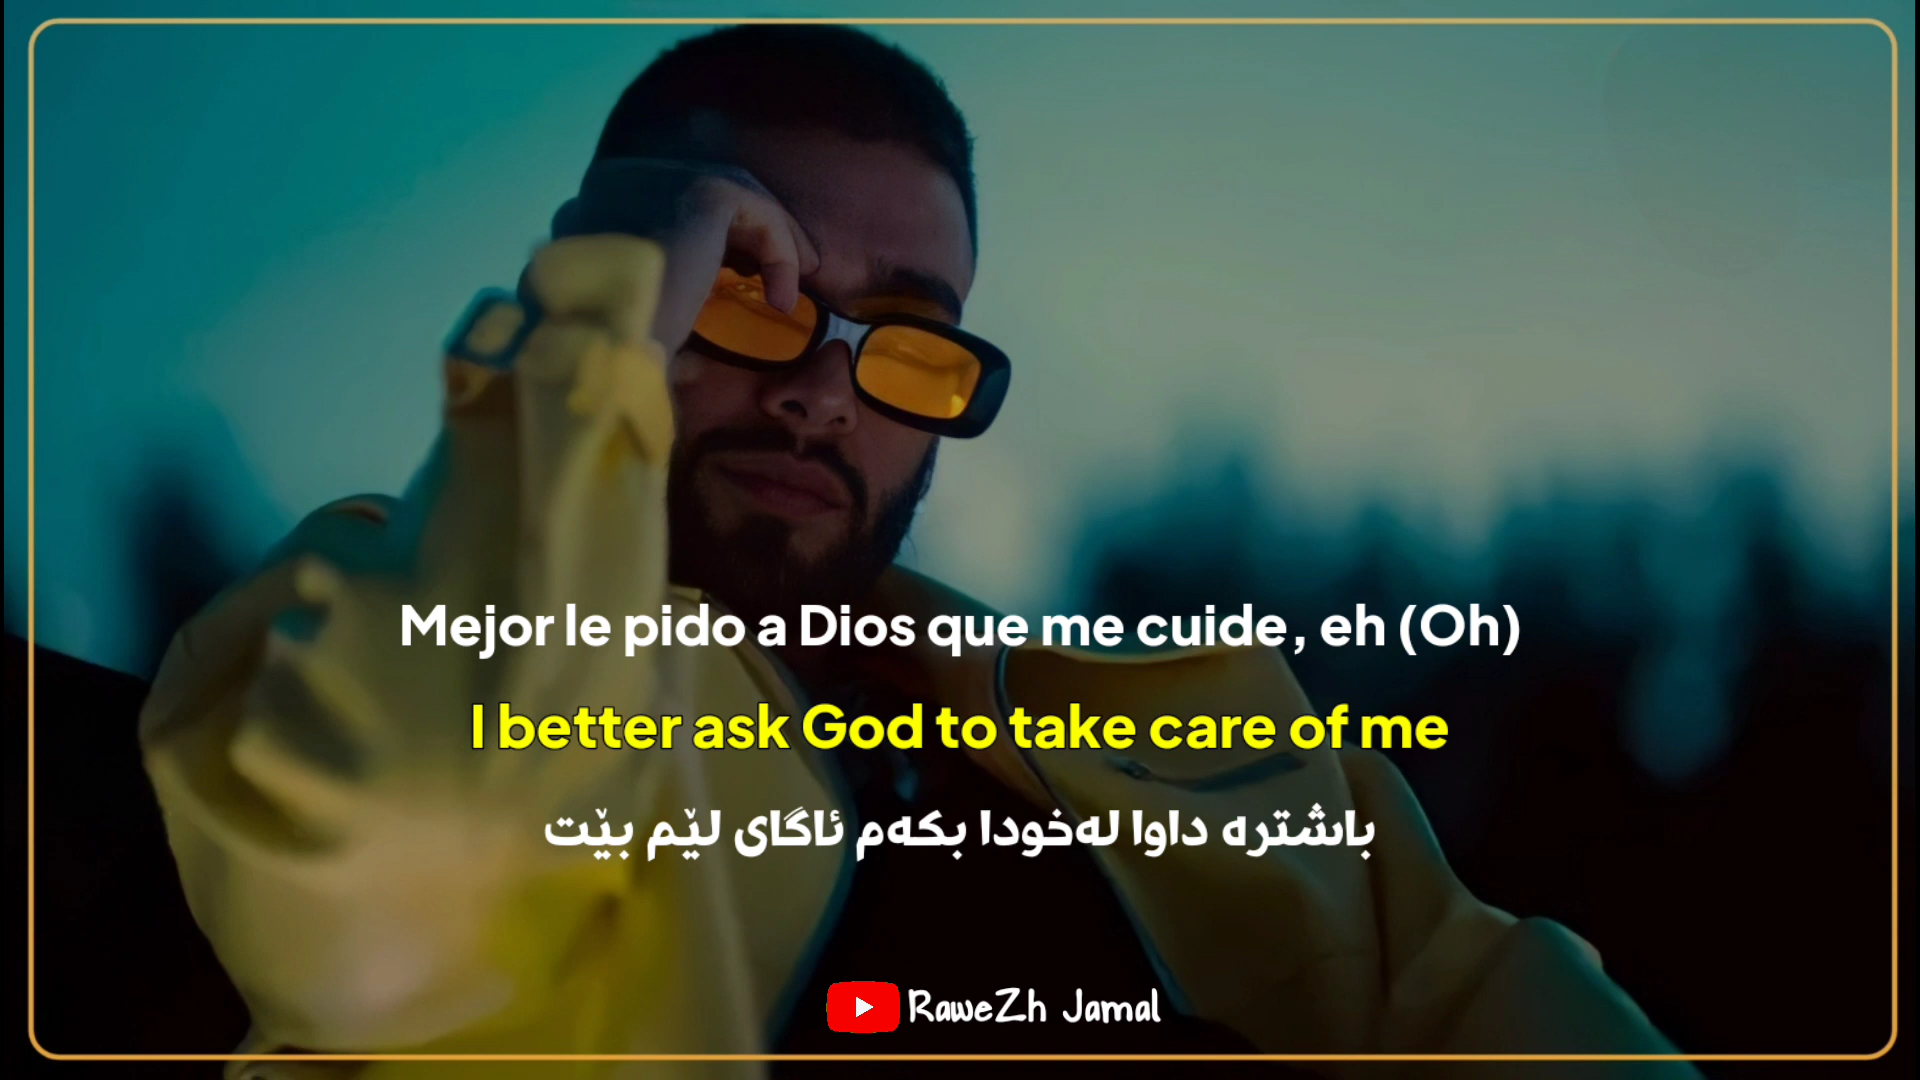 Mejor le pido a Dios que me cuide, eh (Oh)
I better ask God to take care of me
باشترە داوا لەخودا بکەم ئاگای لێم بێت
RaweZh Jamal